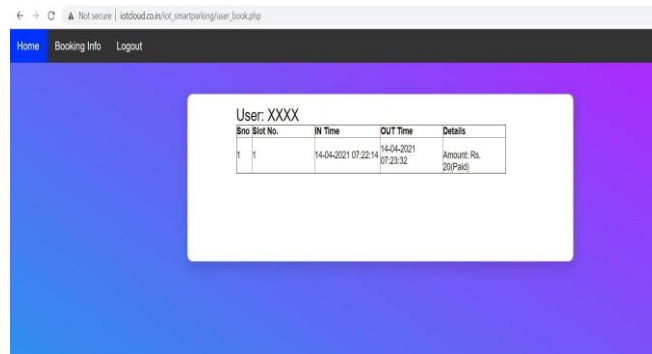 Not secure | iotcloud.co.in/iot_smartparking/user_book.php
Home Booking Info Logout
User: XXXX
Sno Slot No. IN Time OUT Time Details
1 1 14-04-2021 07:22:14 14-04-2021 07:23:32 Amount: Rs. 20(Paid)